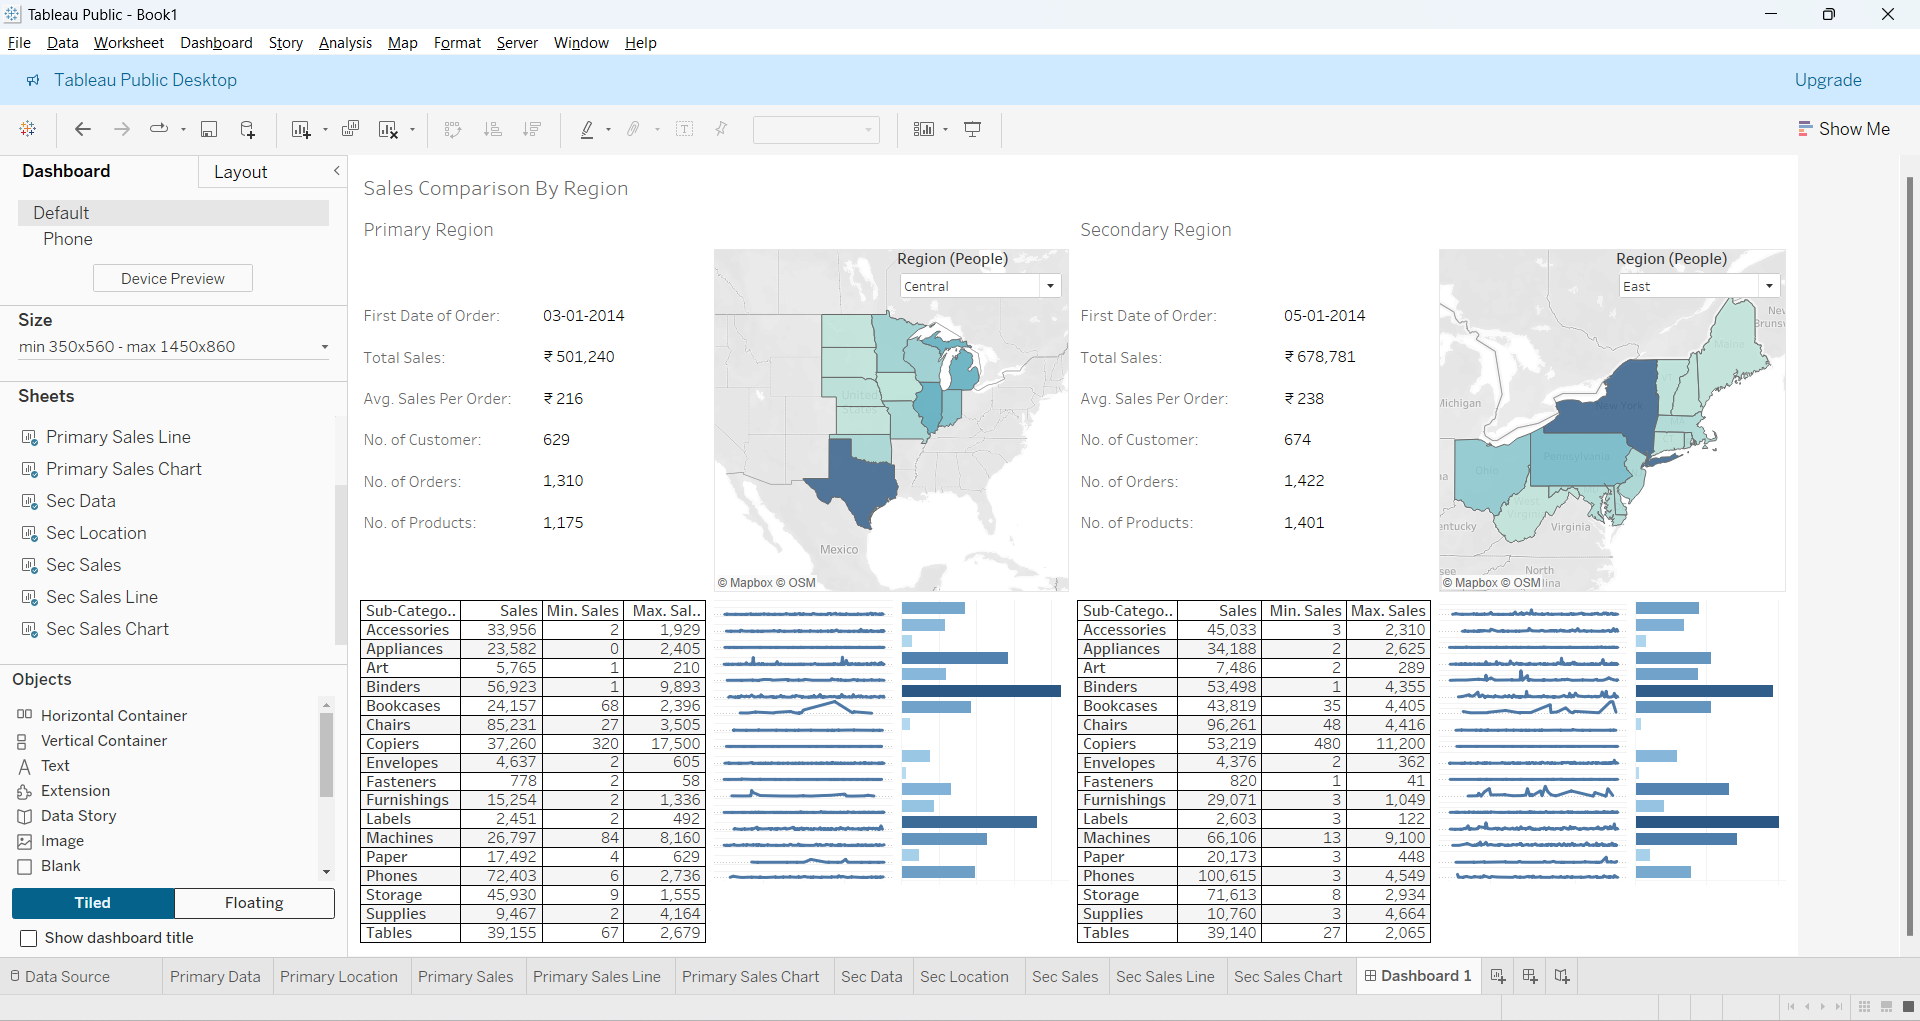 Tableau Public - Book1
File Data Worksheet Dashboard Story Analysis Map Format Server Window Help
Tableau Public Desktop
Upgrade
Show Me
Dashboard
Layout
Default
Phone
Device Preview
Size
min 350x560 - max 1450x860
Sheets
Primary Sales Line
Primary Sales Chart
Sec Data
Sec Location
Sec Sales
Sec Sales Line
Sec Sales Chart
Objects
Horizontal Container
Vertical Container
Text
Extension
Data Story
Image
Blank
Tiled Floating
Show dashboard title
Sales Comparison By Region
Primary Region
First Date of Order: 03-01-2014
Total Sales: ₹ 501,240
Avg. Sales Per Order: ₹ 216
No. of Customer: 629
No. of Orders: 1,310
No. of Products: 1,175
Region (People)
Central
United
States
Mexico
© Mapbox © OSM
Sub-Catego.. Sales Min. Sales Max. Sal..
Accessories 33,956 2 1,929
Appliances 23,582 0 2,405
Art 5,765 1 210
Binders 56,923 1 9,893
Bookcases 24,157 68 2,396
Chairs 85,231 27 3,505
Copiers 37,260 320 17,500
Envelopes 4,637 2 605
Fasteners 778 2 58
Furnishings 15,254 2 1,336
Labels 2,451 2 492
Machines 26,797 84 8,160
Paper 17,492 4 629
Phones 72,403 6 2,736
Storage 45,930 9 1,555
Supplies 9,467 2 4,164
Tables 39,155 67 2,679
Secondary Region
First Date of Order: 05-01-2014
Total Sales: ₹ 678,781
Avg. Sales Per Order: ₹ 238
No. of Customer: 674
No. of Orders: 1,422
No. of Products: 1,401
Region (People)
East
New
Brunsv
Maine
Michigan
New York
Ohio
Pennsylvania
West
Virginia
entucky
Virginia
North
lina
© Mapbox © OSM
Sub-Catego.. Sales Min. Sales Max. Sales
Accessories 45,033 3 2,310
Appliances 34,188 2 2,625
Art 7,486 2 289
Binders 53,498 1 4,355
Bookcases 43,819 35 4,405
Chairs 96,261 48 4,416
Copiers 53,219 480 11,200
Envelopes 4,376 2 362
Fasteners 820 1 41
Furnishings 29,071 3 1,049
Labels 2,603 3 122
Machines 66,106 13 9,100
Paper 20,173 3 448
Phones 100,615 3 4,549
Storage 71,613 8 2,934
Supplies 10,760 3 4,664
Tables 39,140 27 2,065
Data Source Primary Data Primary Location Primary Sales Primary Sales Line Primary Sales Chart Sec Data Sec Location Sec Sales Sec Sales Line Sec Sales Chart Dashboard 1